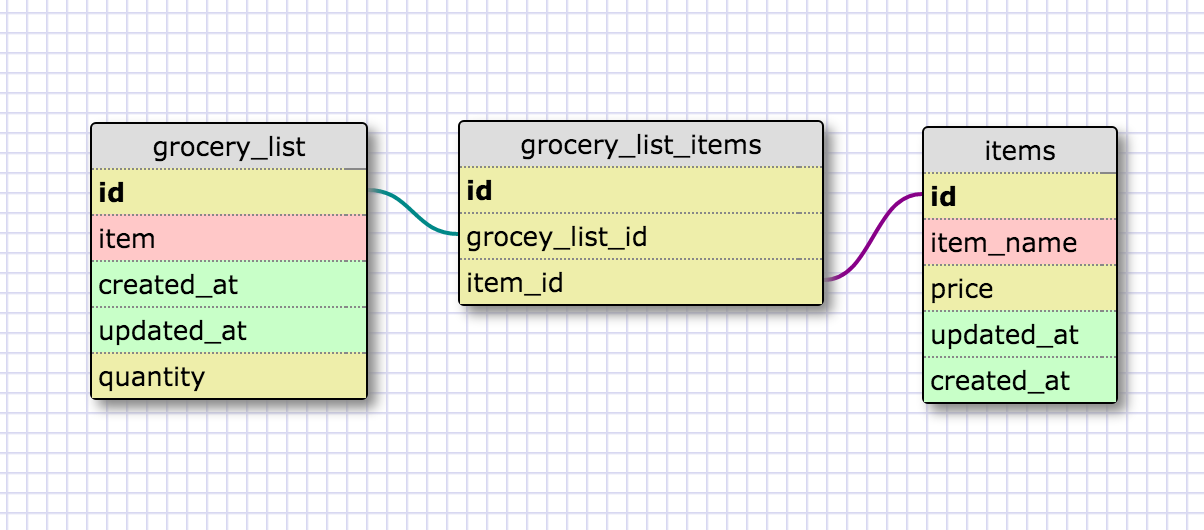 grocery_list
id
item
created_at
updated_at
quantity
grocery_list_items
id
grocey_list_id
item_id
items
id
item_name
price
updated_at
created_at